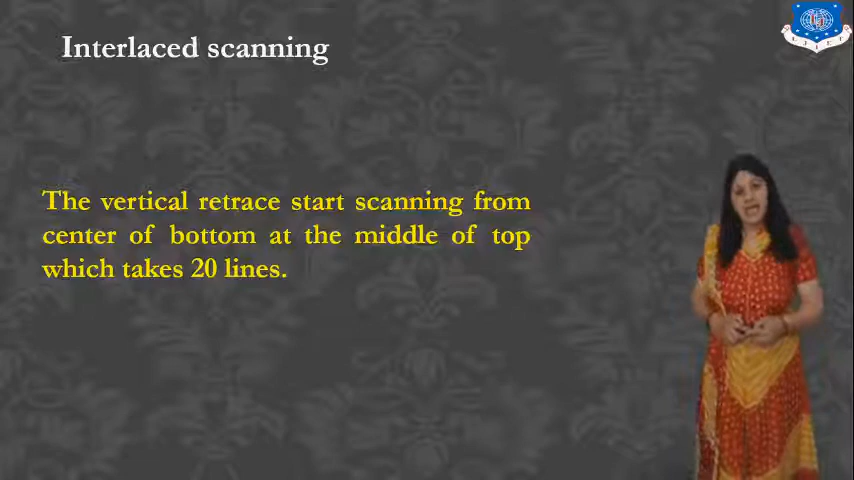 Interlaced scanning
The vertical retrace start scanning from
center of bottom at the middle of top
which takes 20 lines.